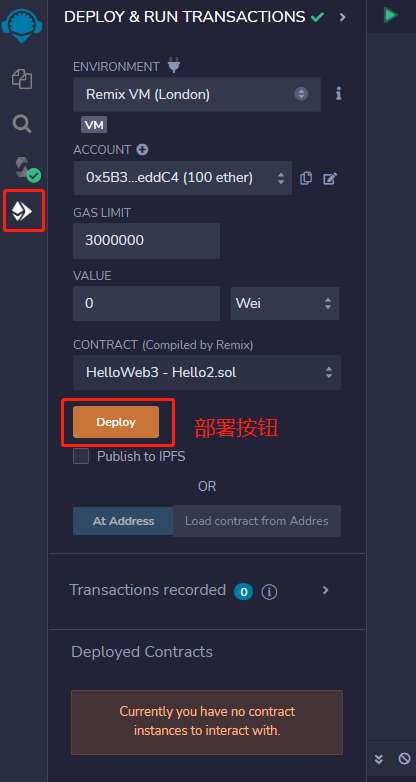 DEPLOY & RUN TRANSACTIONS
ENVIRONMENT
Remix VM (London)
VM
ACCOUNT
0x5B3...eddC4 (100 ether)
GAS LIMIT
3000000
VALUE
0 Wei
CONTRACT (Compiled by Remix)
HelloWeb3 - Hello2.sol
Deploy 部署按钮
Publish to IPFS
OR
At Address Load contract from Addres
Transactions recorded 0
Deployed Contracts
Currently you have no contract
instances to interact with.